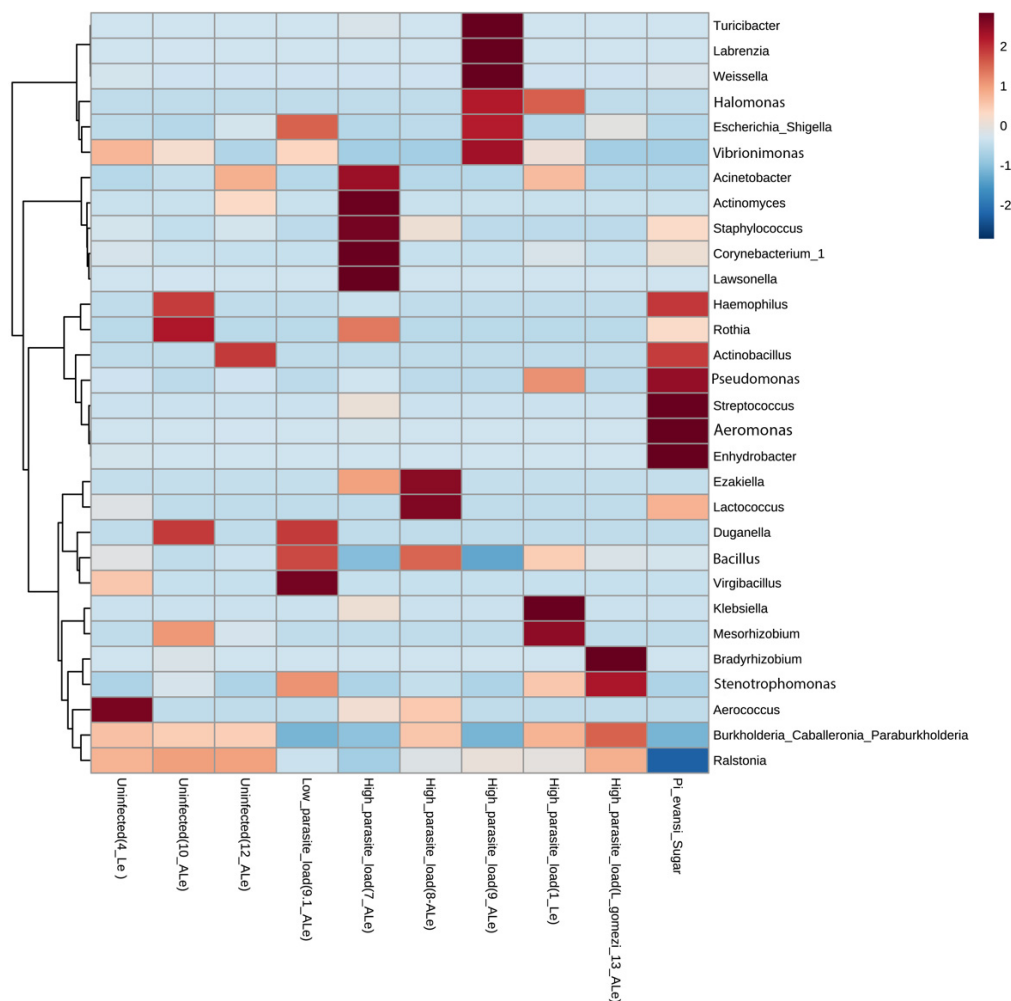 Turicibacter
Labrenzia
Weissella
Halomonas
Escherichia_Shigella
Vibrionimonas
Acinetobacter
Actinomyces
Staphylococcus
Corynebacterium_1
Lawsonella
Haemophilus
Rothia
Actinobacillus
Pseudomonas
Streptococcus
Aeromonas
Enhydrobacter
Ezakiella
Lactococcus
Duganella
Bacillus
Virgibacillus
Klebsiella
Mesorhizobium
Bradyrhizobium
Stenotrophomonas
Aerococcus
Burkholderia_Caballeronia_Paraburkholderia
Ralstonia
2
1
0
-1
-2
Uninfected(4_Le )
Uninfected(10_ALe)
Uninfected(12_ALe)
Low_parasite_load(9.1_ALe)
High_parasite_load(7_ALe)
High_parasite_load(8-ALe)
High_parasite_load(9_ALe)
High_parasite_load(1_Le)
High_parasite_load(L_gomezi_13_ALe)
Pi_evansi_Sugar